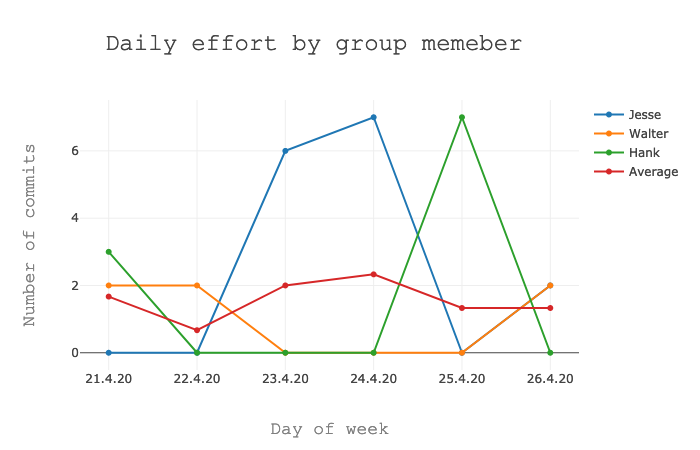 Daily effort by group memeber
Jesse
Walter
Hank
Average
Number of commits
6
4
2
0
21.4.20 22.4.20 23.4.20 24.4.20 25.4.20 26.4.20
Day of week